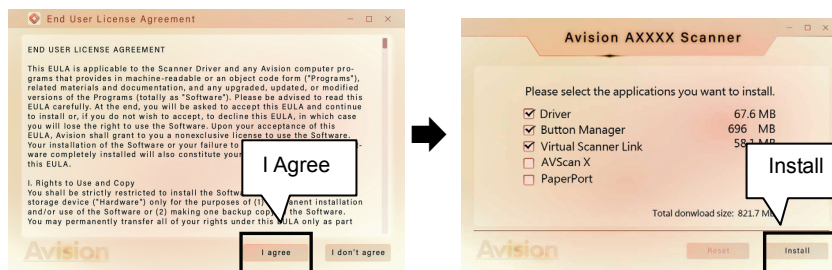 End User License Agreement
END USER LICENSE AGREEMENT
This EULA is applicable to the Scanner Driver and any Avision computer pro-
grams that provides in machine-readable or an object code form ("Programs"),
related materials and documentation, and any upgraded, updated, or modified
versions of the Programs (totally as "Software"). Please be advised to read this
EULA carefully. At the end, you will be asked to accept this EULA and continue
to install or, if you do not wish to accept, to decline this EULA, in which case
you will lose the right to use the Software. Upon your acceptance of this
EULA, Avision shall grant to you a nonexclusive license to use the Software.
Your installation of the Software or your failure to
ware completely installed will also constitute your
this EULA.
I. Rights to Use and Copy
You shall be strictly restricted to install the
storage device ("Hardware") only for the purposes of (1) installation
and/or use of the Software or (2) making one backup copy the Software.
You may permanently transfer all of your rights under this EULA only as part
I Agree
Avision
I agree
I don't agree
Avision AXXXX Scanner
Please select the applications you want to install.
Driver 67.6 MB
Button Manager 696 MB
Virtual Scanner Link
AVScan X
PaperPort
Install
Total donwload size: 821.7
Avision
Reset
Install